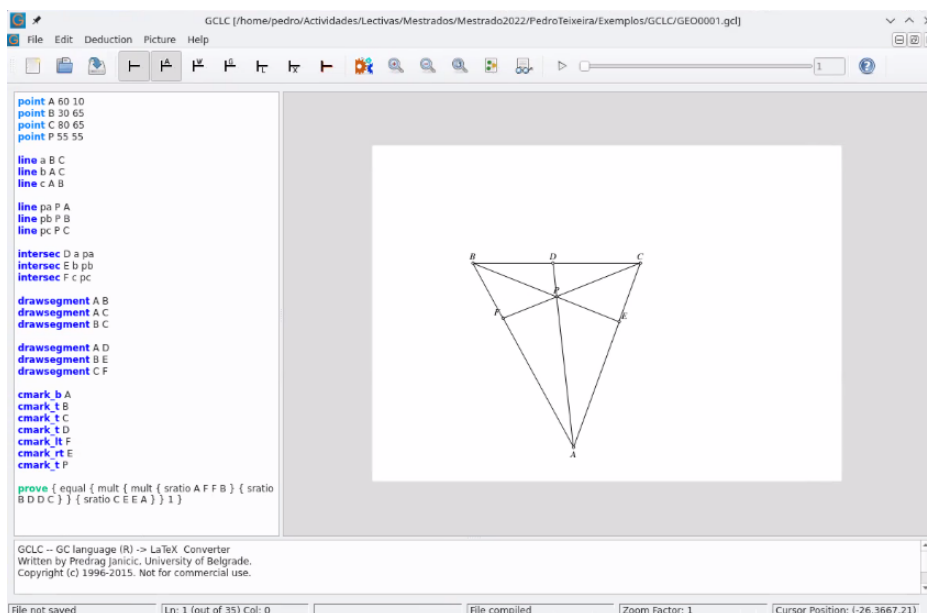 GCLC [/home/pedro/Actividades/Lectivas/Mestrados/Mestrado2022/PedroTeixeira/Exemplos/GCLC/GEO0001.gcl]
File Edit Deduction Picture Help
1
point A 60 10
point B 30 65
point C 80 65
point P 55 55
line a B C
line b A C
line c A B
line pa P A
line pb P B
line pc P C
intersec D a pa
intersec E b pb
intersec F c pc
drawsegment A B
drawsegment A C
drawsegment B C
drawsegment A D
drawsegment B E
drawsegment C F
cmark_b A
cmark_t B
cmark_t C
cmark_t D
cmark_lt F
cmark_rt E
cmark_t P
prove { equal { mult { mult { sratio A F F B } { sratio
B D D C } } { sratio C E E A } } 1 }
B D C
P
F E
A
GCLC -- GC language (R) -> LaTeX Converter
Written by Predrag Janicic, University of Belgrade.
Copyright (c) 1996-2015. Not for commercial use.
File not saved Ln: 1 (out of 35) Col: 0 File compiled Zoom Factor: 1 Cursor Position: (-26.3667,21)